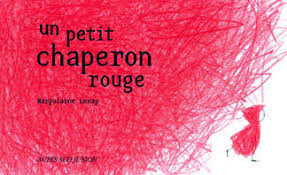 un
petit
chaperon
rouge
Marjolaine Leray
ACTES SUD JUNIOR